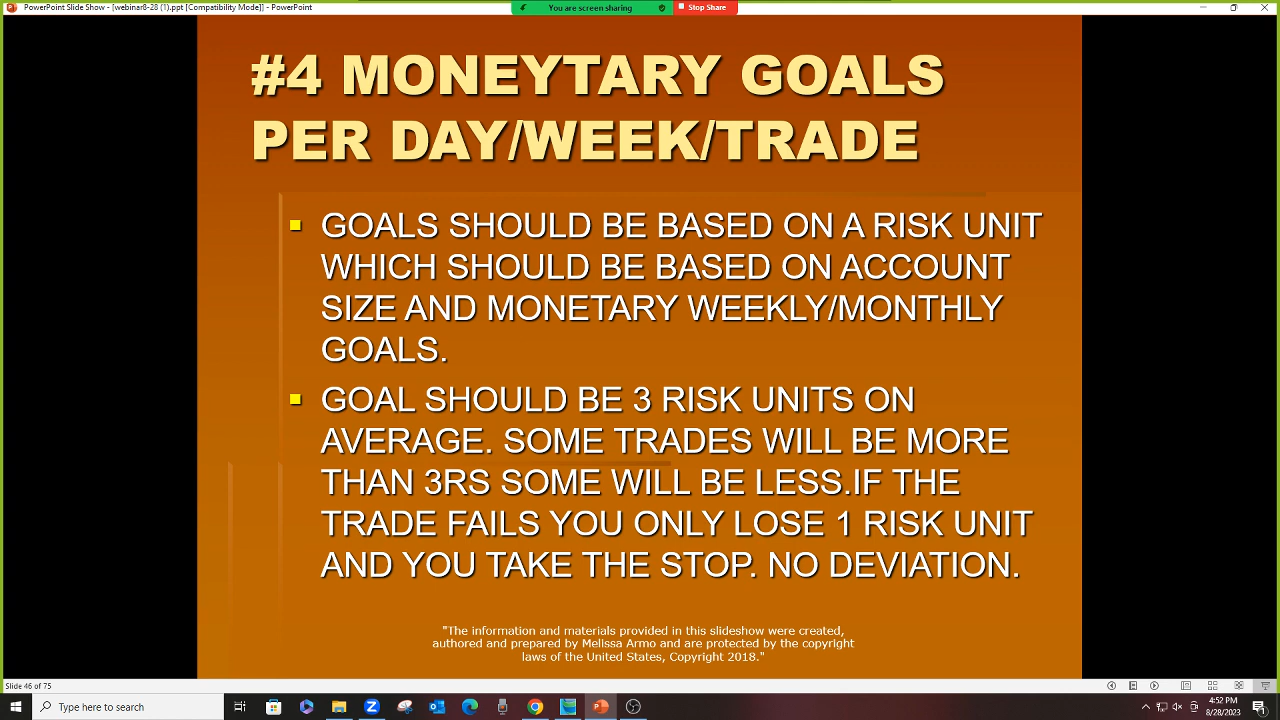 PowerPoint Slide Show - [webinar8-28 (1).ppt [Compatibility Mode]] - PowerPoint
You are screen sharing
Stop Share
#4 MONEYTARY GOALS
PER DAY/WEEK/TRADE
GOALS SHOULD BE BASED ON A RISK UNIT
WHICH SHOULD BE BASED ON ACCOUNT
SIZE AND MONETARY WEEKLY/MONTHLY
GOALS.
GOAL SHOULD BE 3 RISK UNITS ON
AVERAGE. SOME TRADES WILL BE MORE
THAN 3RS SOME WILL BE LESS.IF THE
TRADE FAILS YOU ONLY LOSE 1 RISK UNIT
AND YOU TAKE THE STOP. NO DEVIATION.
"The information and materials provided in this slideshow were created,
authored and prepared by Melissa Armo and are protected by the copyright
laws of the United States, Copyright 2018."
Slide 46 of 75
Type here to search
4:52 PM
8/28/2023